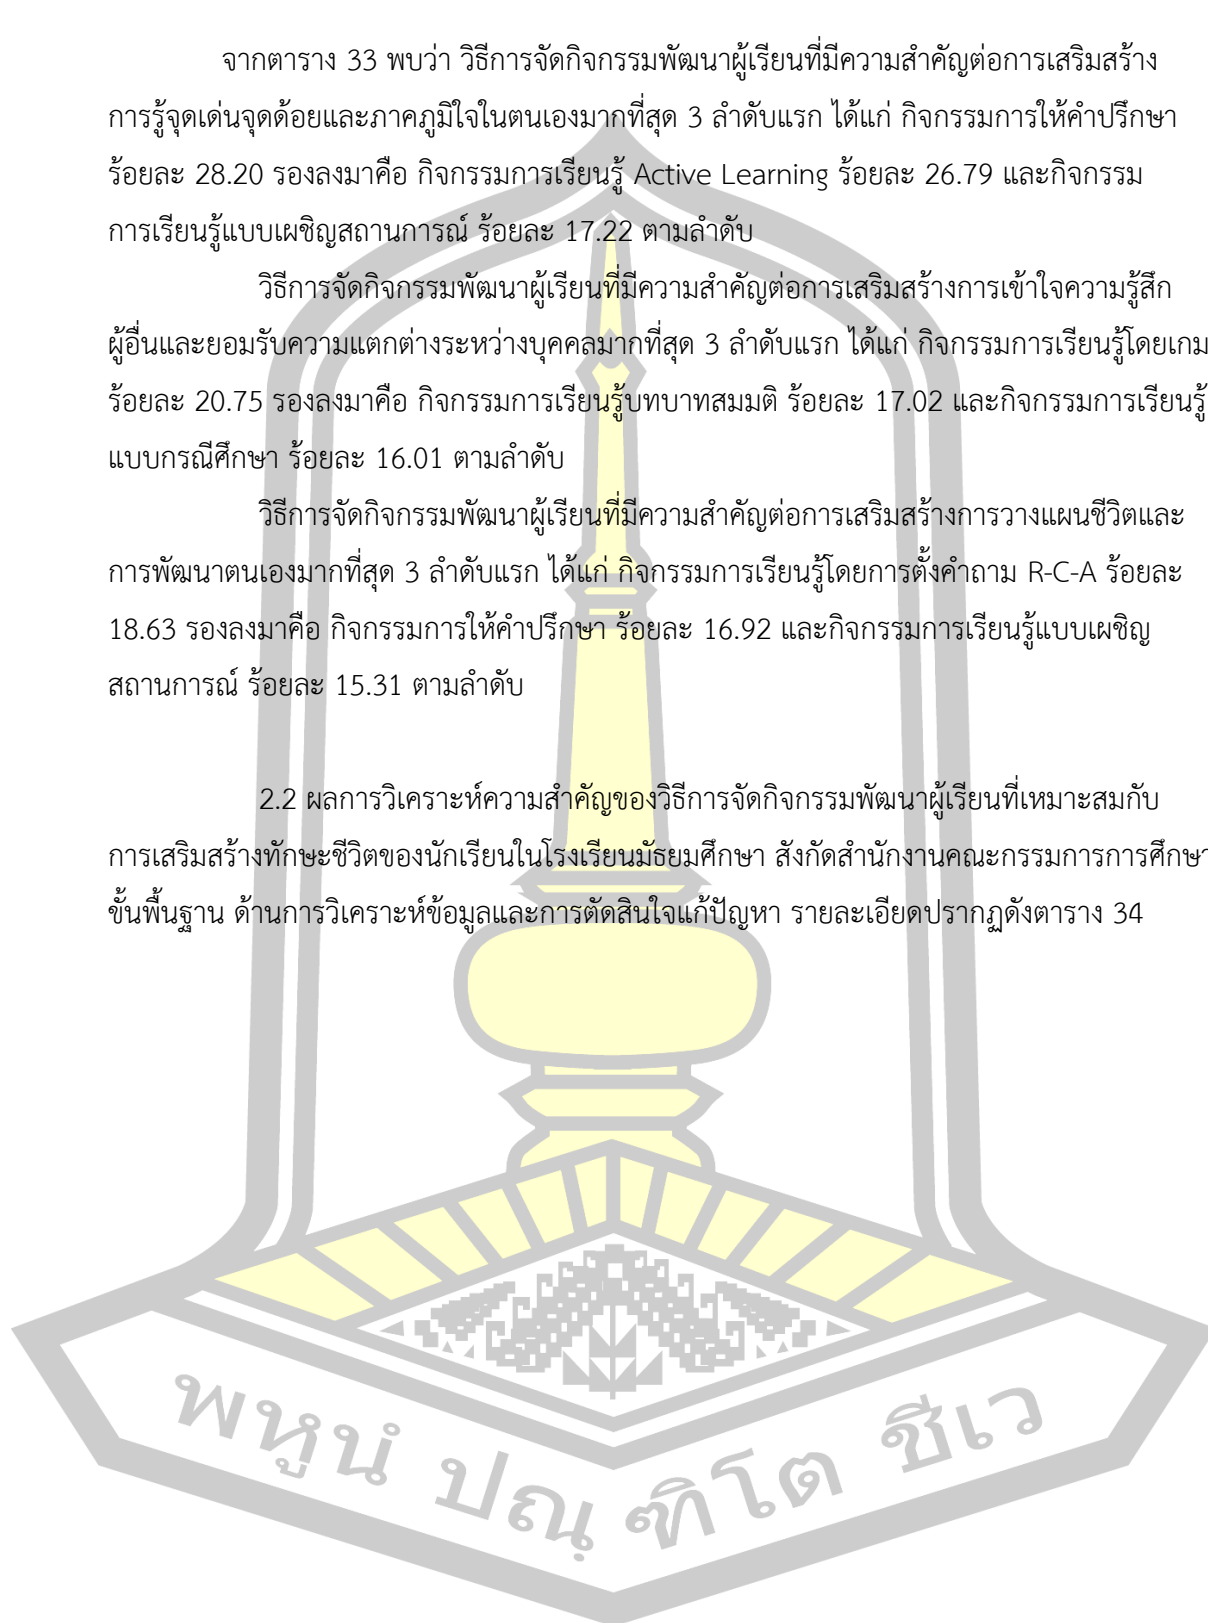 จากตาราง 33 พบว่า วิธีการจัดกิจกรรมพัฒนาผู้เรียนที่มีความสำคัญต่อการเสริมสร้าง
การรู้จุดเด่นจุดด้อยและภาคภูมิใจในตนเองมากที่สุด 3 ลำดับแรก ได้แก่ กิจกรรมการให้คำปรึกษา
ร้อยละ 28.20 รองลงมาคือ กิจกรรมการเรียนรู้ Active Learning ร้อยละ 26.79 และกิจกรรม
การเรียนรู้แบบเผชิญสถานการณ์ ร้อยละ 17.22 ตามลำดับ
วิธีการจัดกิจกรรมพัฒนาผู้เรียนที่มีความสำคัญต่อการเสริมสร้างการเข้าใจความรู้สึก
ผู้อื่นและยอมรับความแตกต่างระหว่างบุคคลมากที่สุด 3 ลำดับแรก ได้แก่ กิจกรรมการเรียนรู้โดยเกม
ร้อยละ 20.75 รองลงมาคือ กิจกรรมการเรียนรู้บทบาทสมมติ ร้อยละ 17.02 และกิจกรรมการเรียนรู้
แบบกรณีศึกษา ร้อยละ 16.01 ตามลำดับ
วิธีการจัดกิจกรรมพัฒนาผู้เรียนที่มีความสำคัญต่อการเสริมสร้างการวางแผนชีวิตและ
การพัฒนาตนเองมากที่สุด 3 ลำดับแรก ได้แก่ กิจกรรมการเรียนรู้โดยการตั้งคำถาม R-C-A ร้อยละ
18.63 รองลงมาคือ กิจกรรมการให้คำปรึกษา ร้อยละ 16.92 และกิจกรรมการเรียนรู้แบบเผชิญ
สถานการณ์ ร้อยละ 15.31 ตามลำดับ
2.2 ผลการวิเคราะห์ความสำคัญของวิธีการจัดกิจกรรมพัฒนาผู้เรียนที่เหมาะสมกับ
การเสริมสร้างทักษะชีวิตของนักเรียนในโรงเรียนมัธยมศึกษา สังกัดสำนักงานคณะกรรมการการศึกษา
ขั้นพื้นฐาน ด้านการวิเคราะห์ข้อมูลและการตัดสินใจแก้ปัญหา รายละเอียดปรากฏดังตาราง 34
พหูนํ ปณฺ ฑิโต ชีเว